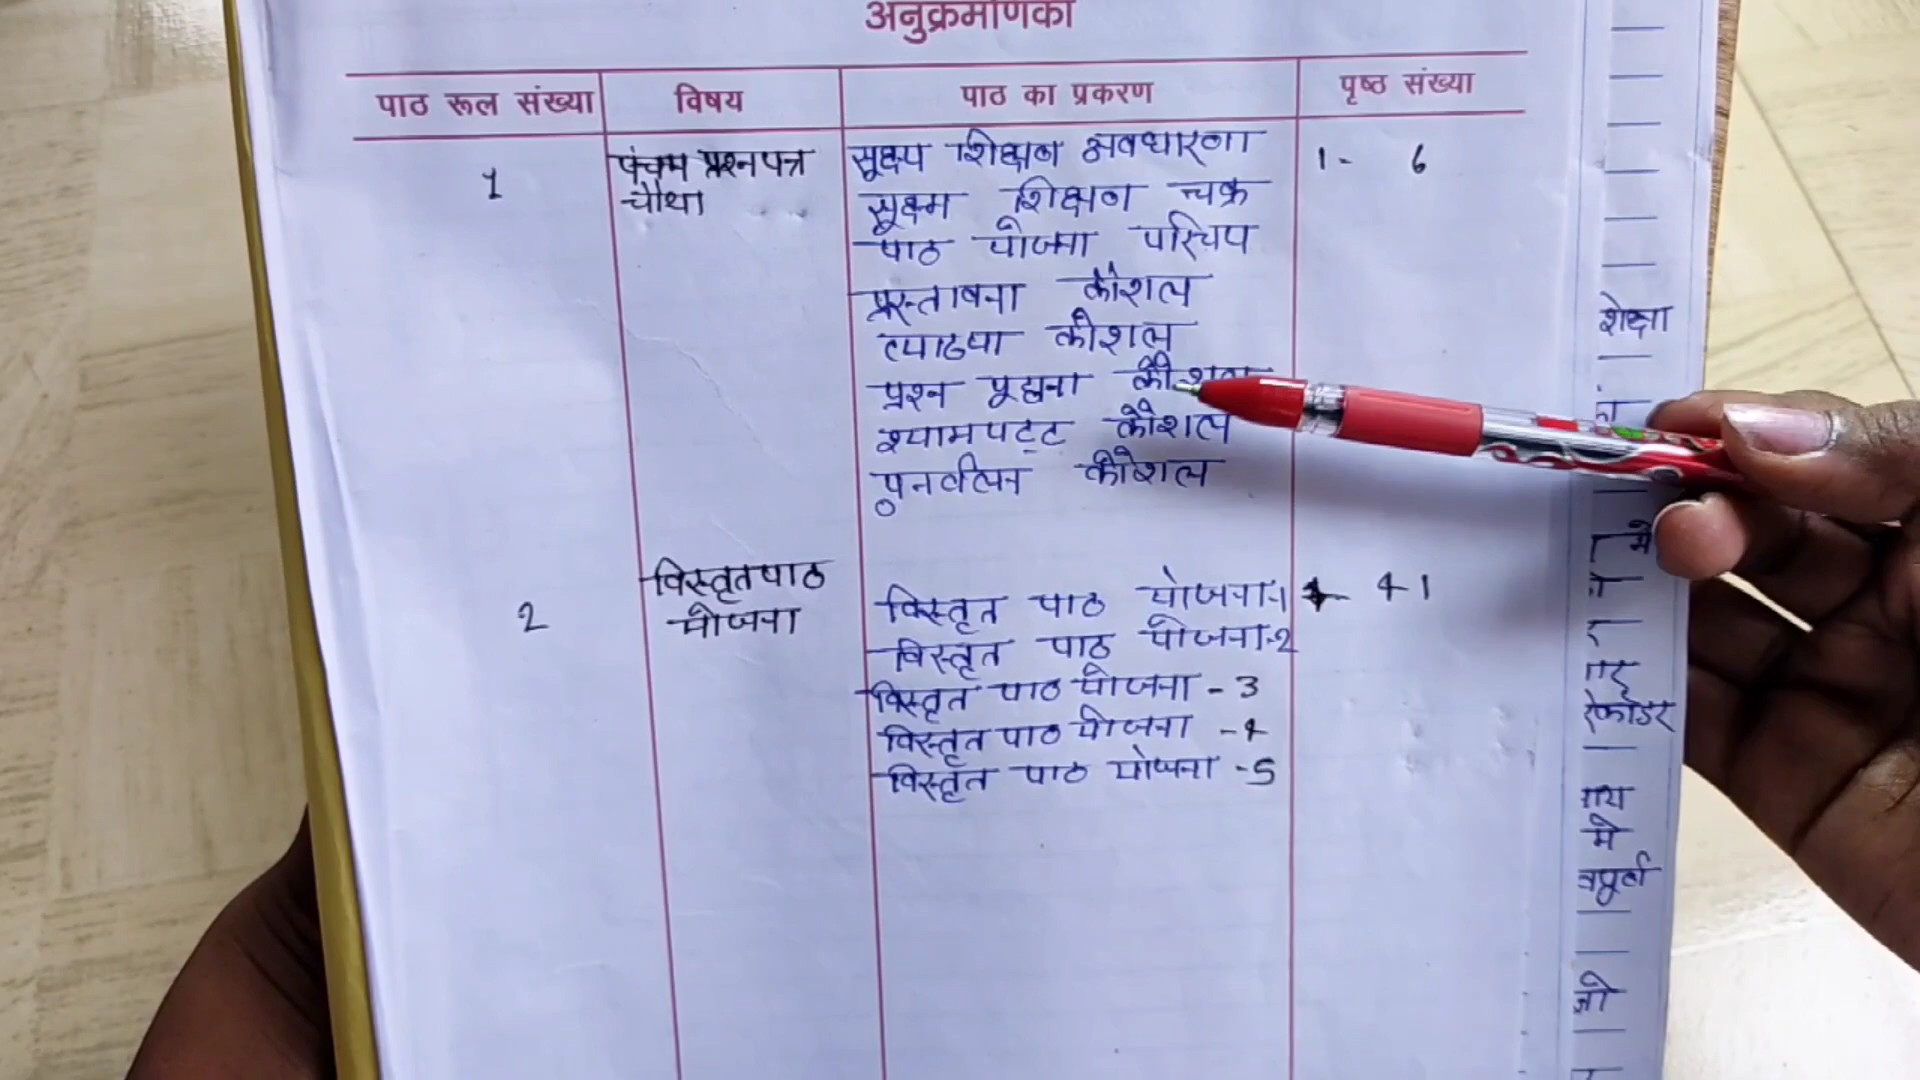 अनुक्रमणिका
पाठ रूल संख्या विषय पाठ का प्रकरण पृष्ठ संख्या
1 पंचम प्रश्नपत्र सूक्ष्म शिक्षण अवधारणा 1- 6
चौथा सूक्ष्म शिक्षण चक्र
पाठ योजना परिचय
प्रस्तावना कौशल
व्याख्या कौशल
प्रश्न पूछना कौशल
श्यामपट्ट कौशल
पुनर्बलन कौशल
2 विस्तृत पाठ विस्तृत पाठ योजना-1 1- 41
योजना विस्तृत पाठ योजना-2
विस्तृत पाठ योजना - 3
विस्तृत पाठ योजना - 4
विस्तृत पाठ योजना - 5
शिक्षा
में
रिकॉर्डर
में